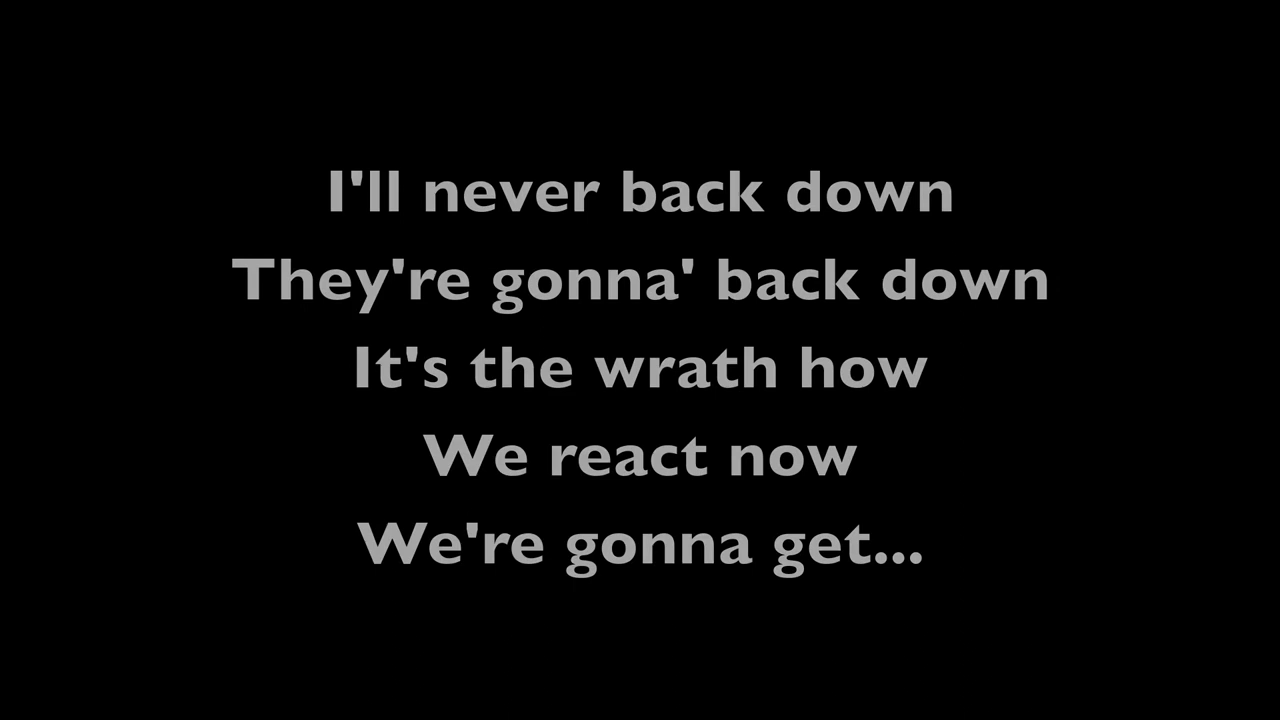 I'll never back down
They're gonna' back down
It's the wrath how
We react now
We're gonna get...